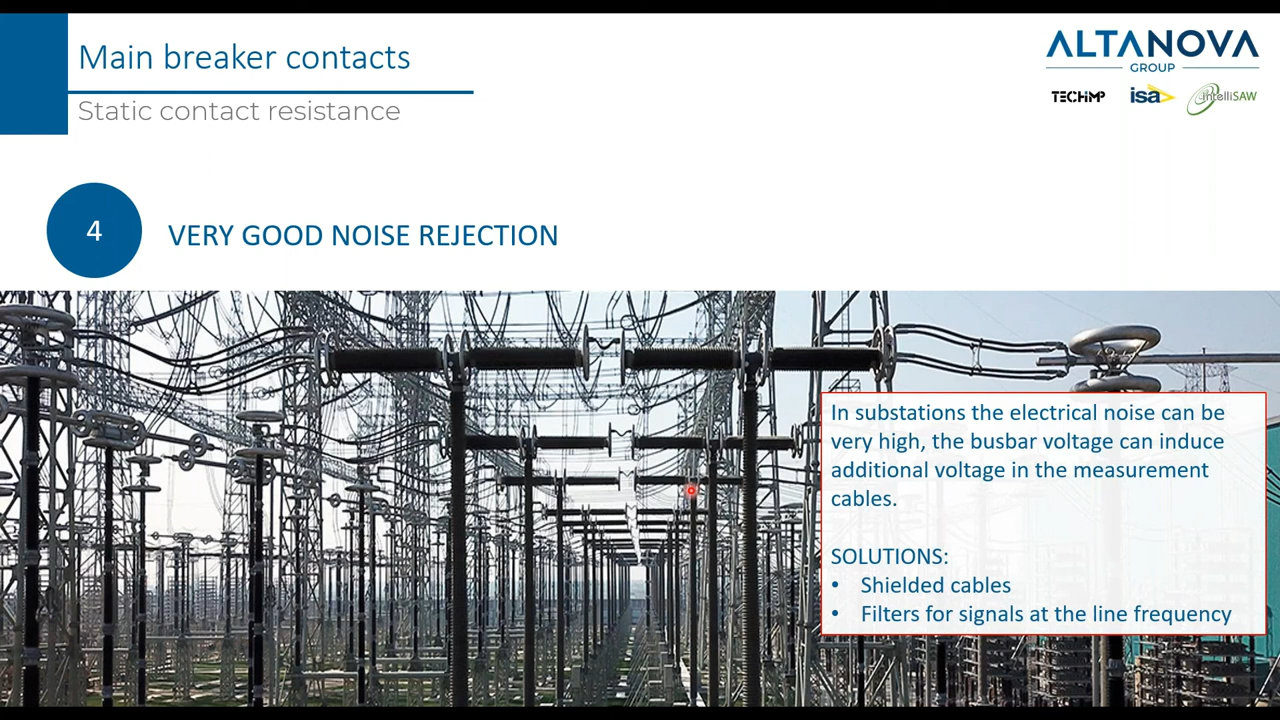 Main breaker contacts
Static contact resistance
ALTANOVA
GROUP
TECHIMP
isa
intelliSAW
4
VERY GOOD NOISE REJECTION
In substations the electrical noise can be
very high, the busbar voltage can induce
additional voltage in the measurement
cables.
SOLUTIONS:
• Shielded cables
• Filters for signals at the line frequency